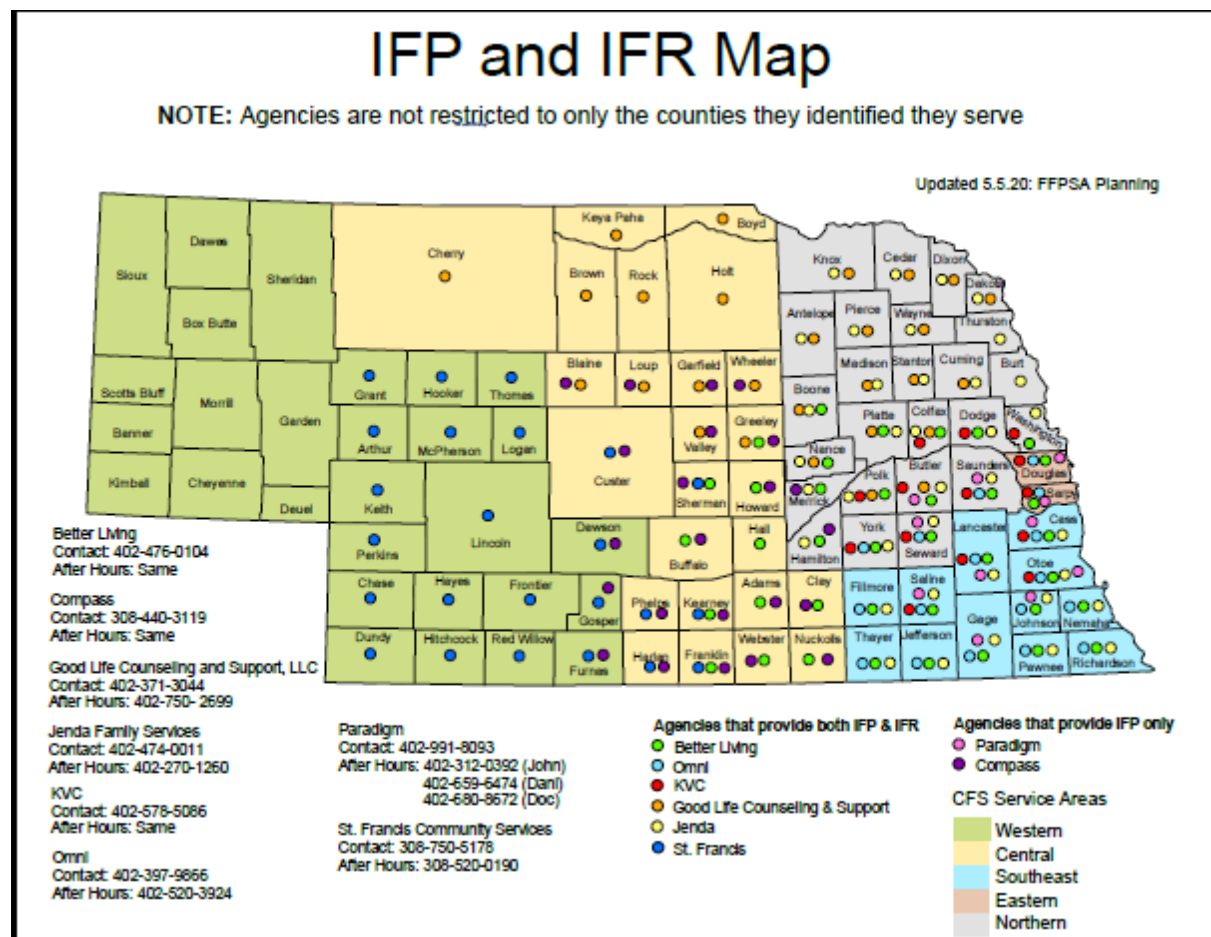 IFP and IFR Map
NOTE: Agencies are not restricted to only the counties they identified they serve
Updated 5.5.20: FFPSA Planning
Keya Paha
Boyd
Dawes
Cherry
Knox
Cedar
Dixon
Sioux
Sheridan
Brown
Rock
Holt
Dakota
Box Butte
Antelope
Pierce
Wayne
Thurston
Blaine
Loup
Garfield
Wheeler
Madison
Stanton
Cuming
Burt
Scotts Bluff
Morrill
Garden
Grant
Hooker
Thomas
Boone
Platte
Colfax
Dodge
Washington
Banner
Arthur
McPherson
Logan
Valley
Greeley
Nance
Butler
Saunders
Douglas
Kimball
Cheyenne
Deuel
Keith
Custer
Sherman
Howard
Merrick
Polk
Sarpy
Perkins
Lincoln
Dawson
Buffalo
Hall
Hamilton
York
Seward
Lancaster
Cass
Otoe
Chase
Hayes
Frontier
Gosper
Phelps
Kearney
Adams
Clay
Fillmore
Saline
Gage
Johnson
Nemaha
Dundy
Hitchcock
Red Willow
Furnas
Harlan
Franklin
Webster
Nuckolls
Thayer
Jefferson
Pawnee
Richardson
Better Living
Contact: 402-476-0104
After Hours: Same
Compass
Contact: 308-440-3119
After Hours: Same
Good Life Counseling and Support, LLC
Contact: 402-371-3044
After Hours: 402-750- 2699
Jenda Family Services
Contact: 402-474-0011
After Hours: 402-270-1260
KVC
Contact: 402-578-5086
After Hours: Same
Omni
Contact: 402-397-9866
After Hours: 402-520-3924
Paradigm
Contact: 402-991-8093
After Hours: 402-312-0392 (John)
402-659-6474 (Dani)
402-680-8672 (Doc)
St. Francis Community Services
Contact: 308-750-5178
After Hours: 308-520-0190
Agencies that provide both IFP & IFR
Better Living
Omni
KVC
Good Life Counseling & Support
Jenda
St. Francis
Agencies that provide IFP only
Paradigm
Compass
CFS Service Areas
Western
Central
Southeast
Eastern
Northern